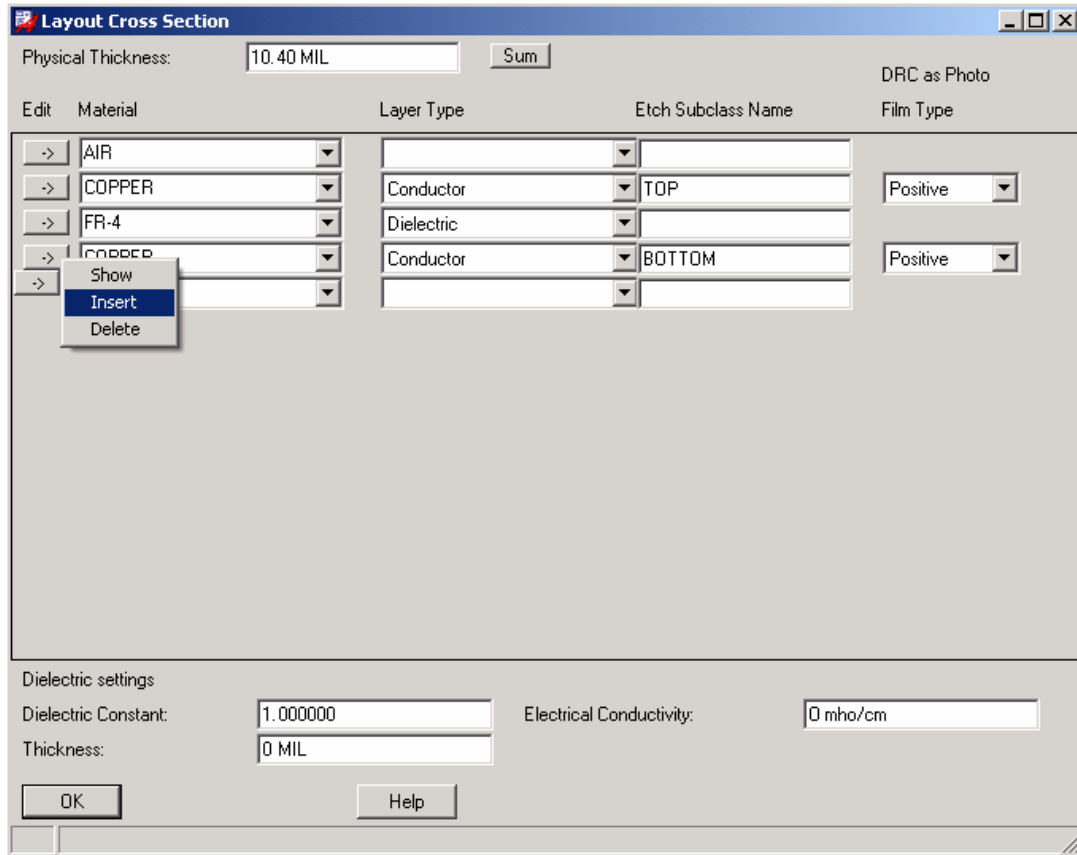 Layout Cross Section
Physical Thickness: 10.40 MIL Sum
DRC as Photo
Edit Material Layer Type Etch Subclass Name Film Type
-> AIR
-> COPPER Conductor TOP Positive
-> FR-4 Dielectric
-> COPPER Conductor BOTTOM Positive
->
Show
Insert
Delete
Dielectric settings
Dielectric Constant: 1.000000 Electrical Conductivity: 0 mho/cm
Thickness: 0 MIL
OK Help